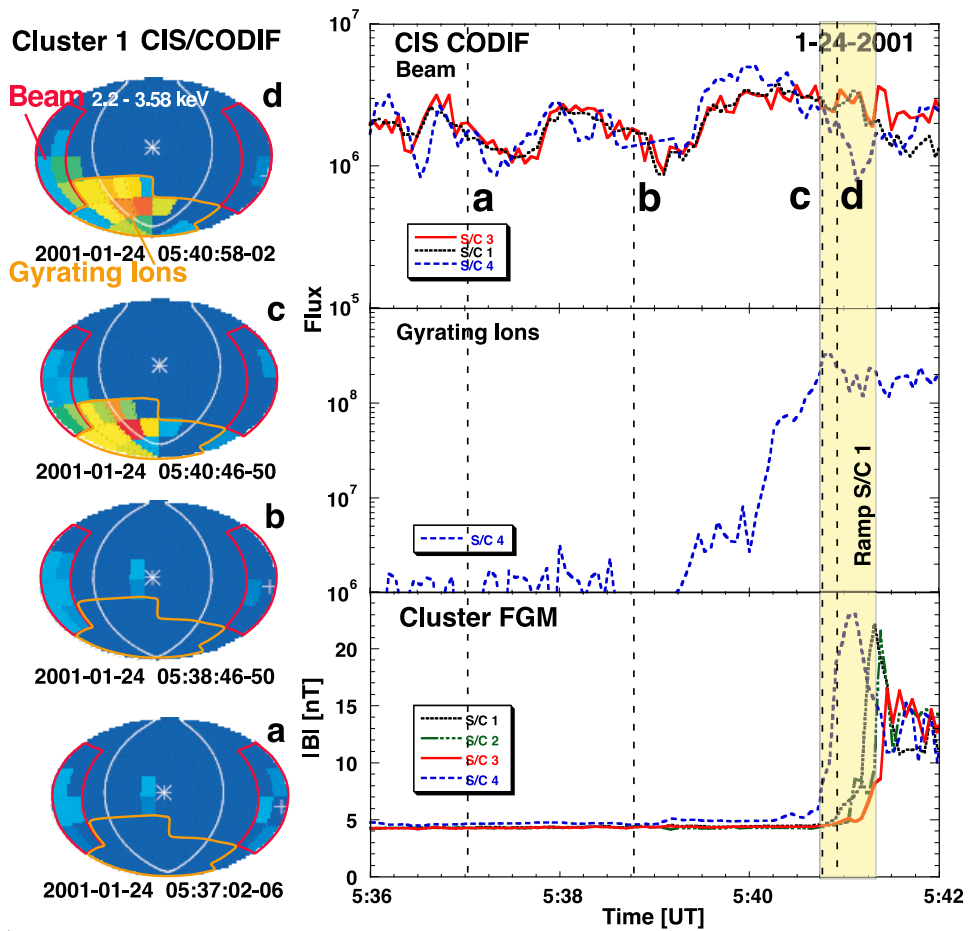 Cluster 1 CIS/CODIF
Beam
2.2 - 3.58 keV
d
2001-01-24 05:40:58-02
Gyrating Ions
c
2001-01-24 05:40:46-50
b
2001-01-24 05:38:46-50
a
2001-01-24 05:37:02-06
10^7
10^6
10^5
CIS CODIF
Beam
1-24-2001
a
b
c
d
S/C 3
S/C 1
S/C 4
Flux
Gyrating Ions
10^8
10^7
10^6
S/C 4
Ramp S/C 1
Cluster FGM
|B| [nT]
20
15
10
5
0
S/C 1
S/C 2
S/C 3
S/C 4
5:36
5:38
5:40
5:42
Time [UT]